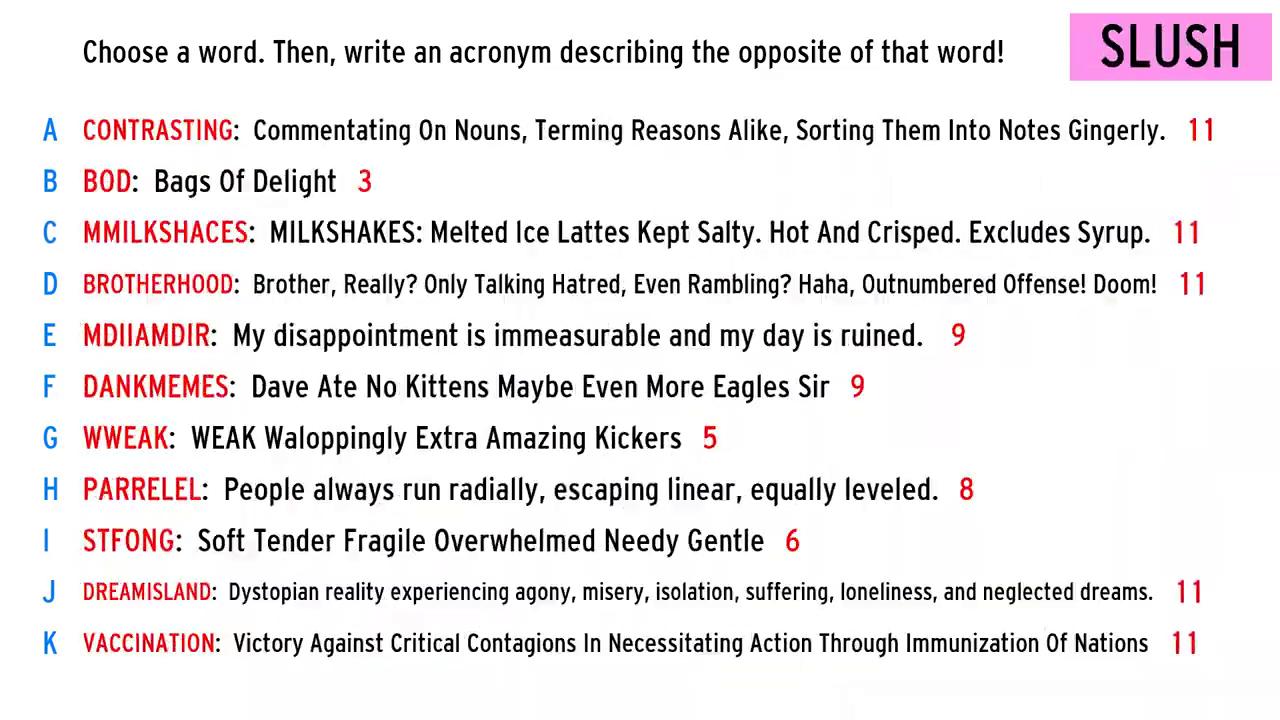 Choose a word. Then, write an acronym describing the opposite of that word!
SLUSH
A CONTRASTING: Commentating On Nouns, Terming Reasons Alike, Sorting Them Into Notes Gingerly. 11
B BOD: Bags Of Delight 3
C MMILKSHACES: MILKSHAKES: Melted Ice Lattes Kept Salty. Hot And Crisped. Excludes Syrup. 11
D BROTHERHOOD: Brother, Really? Only Talking Hatred, Even Rambling? Haha, Outnumbered Offense! Doom! 11
E MDIIAMDIR: My disappointment is immeasurable and my day is ruined. 9
F DANKMEMES: Dave Ate No Kittens Maybe Even More Eagles Sir 9
G WWEAK: WEAK Waloppingly Extra Amazing Kickers 5
H PARRELEL: People always run radially, escaping linear, equally leveled. 8
I STFONG: Soft Tender Fragile Overwhelmed Needy Gentle 6
J DREAMISLAND: Dystopian reality experiencing agony, misery, isolation, suffering, loneliness, and neglected dreams. 11
K VACCINATION: Victory Against Critical Contagions In Necessitating Action Through Immunization Of Nations 11